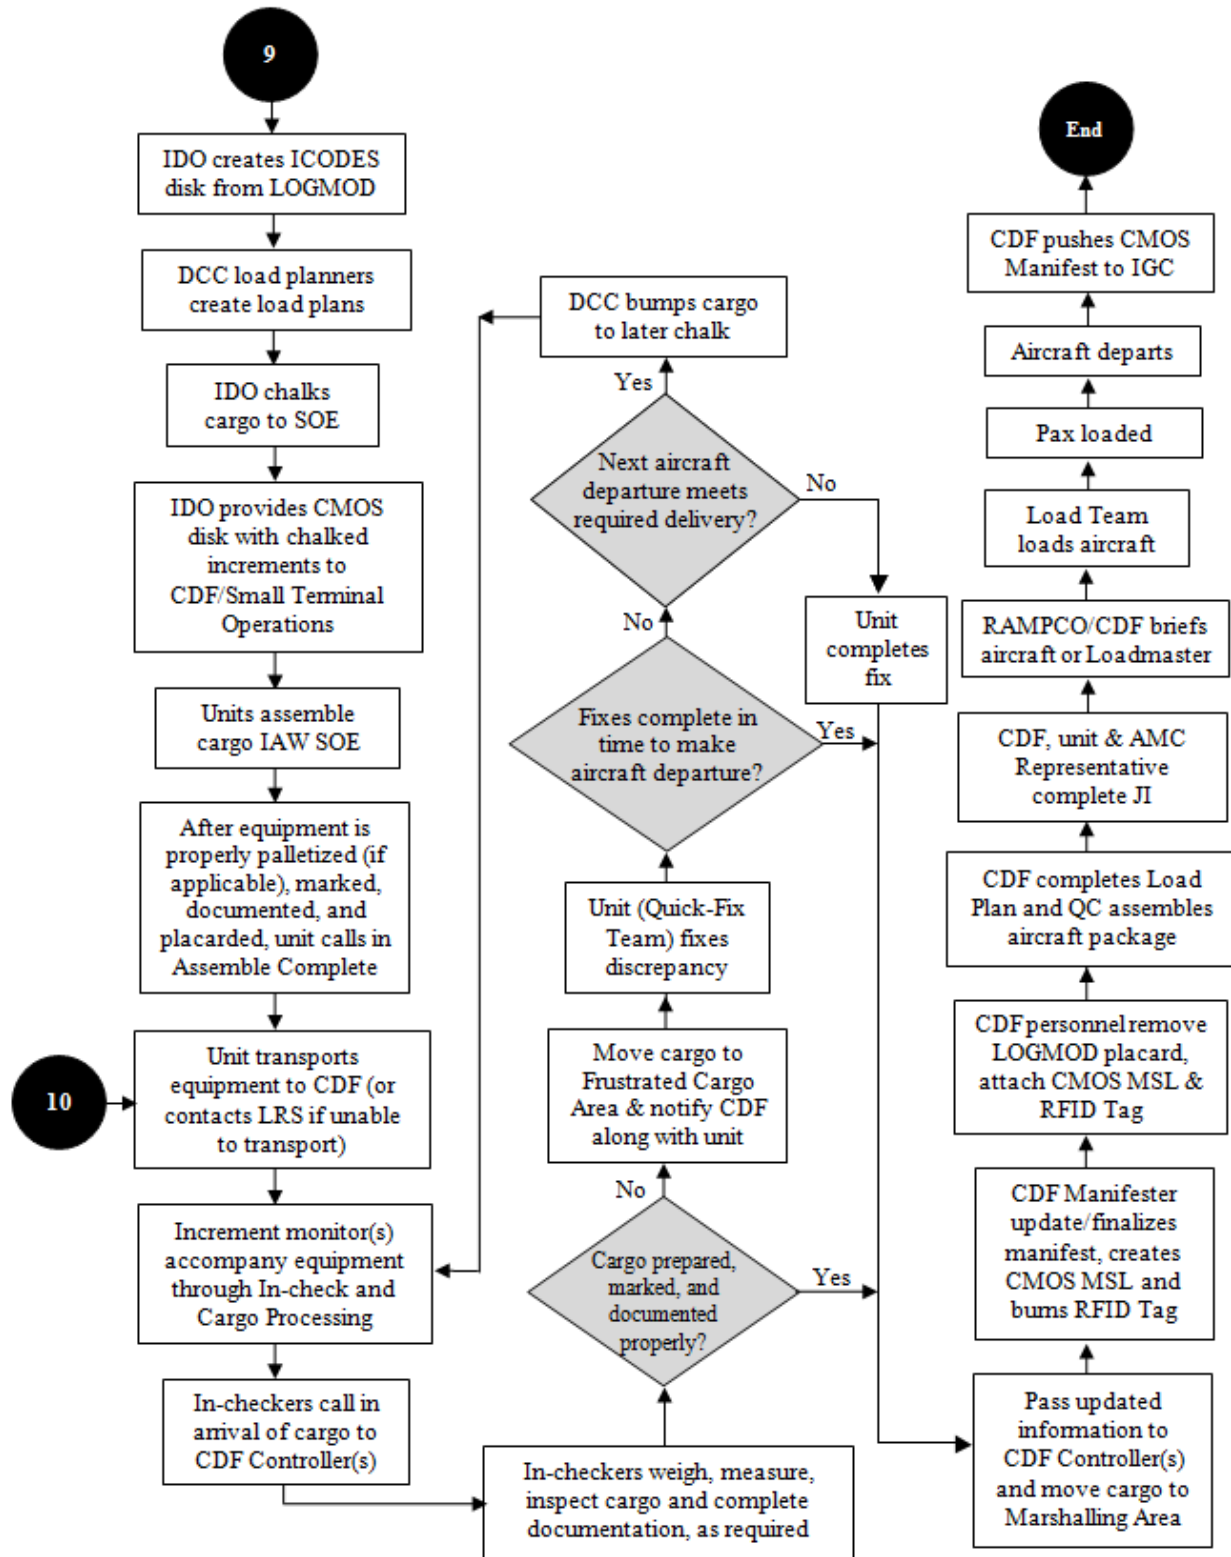 9
IDO creates ICODES
disk from LOGMOD
DCC load planners
create load plans
IDO chalks
cargo to SOE
IDO provides CMOS
disk with chalked
increments to
CDF/Small Terminal
Operations
Units assemble
cargo IAW SOE
After equipment is
properly palletized (if
applicable), marked,
documented, and
placarded, unit calls in
Assemble Complete
10
Unit transports
equipment to CDF (or
contacts LRS if unable
to transport)
Increment monitor(s)
accompany equipment
through In-check and
Cargo Processing
In-checkers call in
arrival of cargo to
CDF Controller(s)
In-checkers weigh, measure,
inspect cargo and complete
documentation, as required
Cargo prepared,
marked, and
documented
properly?
Yes
No
Move cargo to
Frustrated Cargo
Area & notify CDF
along with unit
Unit (Quick-Fix
Team) fixes
discrepancy
Fixes complete in
time to make
aircraft departure?
Yes
No
Next aircraft
departure meets
required delivery?
No
Yes
DCC bumps cargo
to later chalk
Unit
completes
fix
Pass updated
information to
CDF Controller(s)
and move cargo to
Marshalling Area
CDF Manifester
update/finalizes
manifest, creates
CMOS MSL and
burns RFID Tag
CDF personnel remove
LOGMOD placard,
attach CMOS MSL &
RFID Tag
CDF completes Load
Plan and QC assembles
aircraft package
CDF, unit & AMC
Representative
complete JI
RAMPCO/CDF briefs
aircraft or Loadmaster
Load Team
loads aircraft
Pax loaded
Aircraft departs
CDF pushes CMOS
Manifest to IGC
End